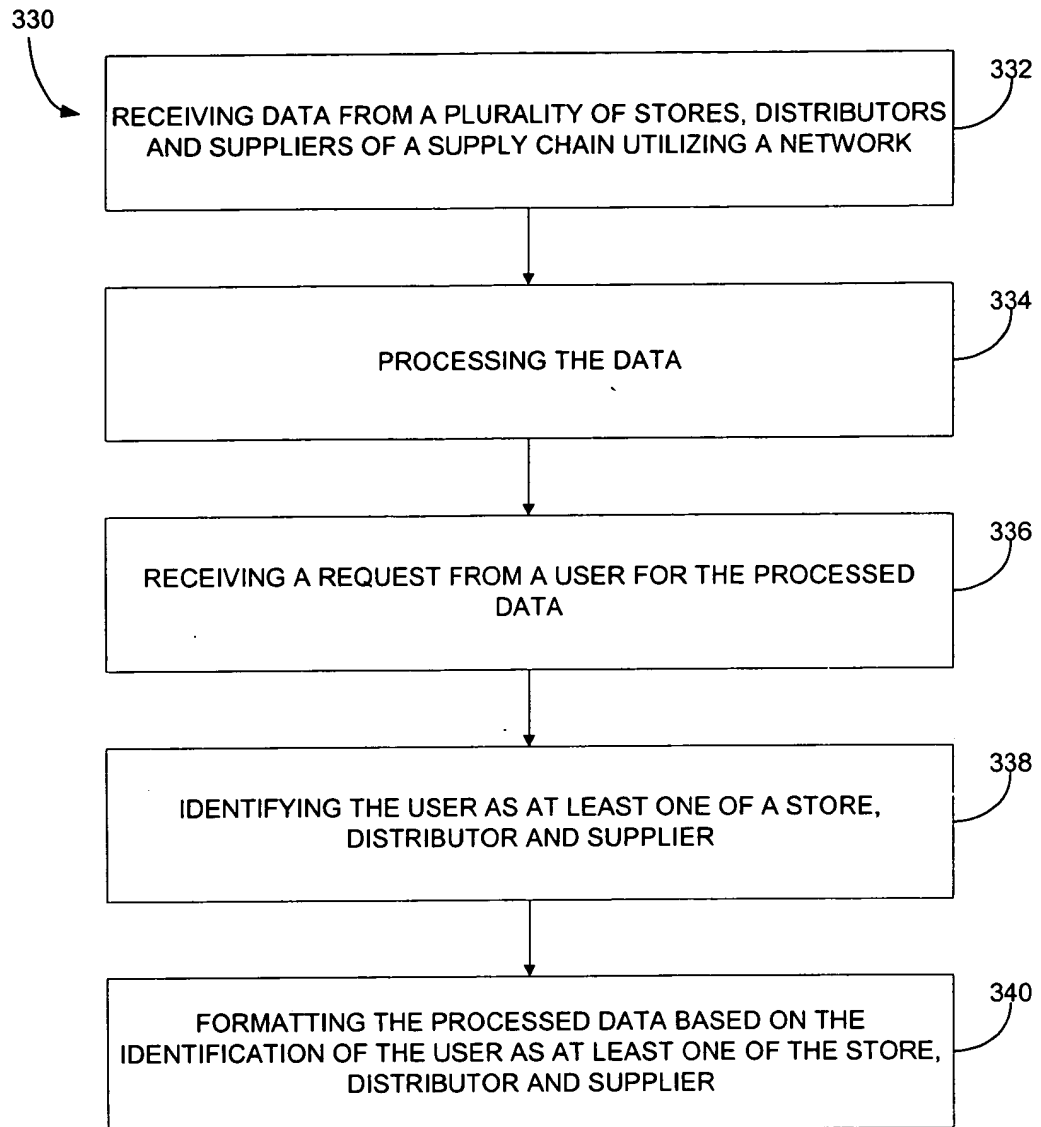 330
332
RECEIVING DATA FROM A PLURALITY OF STORES, DISTRIBUTORS
AND SUPPLIERS OF A SUPPLY CHAIN UTILIZING A NETWORK
334
PROCESSING THE DATA
336
RECEIVING A REQUEST FROM A USER FOR THE PROCESSED
DATA
338
IDENTIFYING THE USER AS AT LEAST ONE OF A STORE,
DISTRIBUTOR AND SUPPLIER
340
FORMATTING THE PROCESSED DATA BASED ON THE
IDENTIFICATION OF THE USER AS AT LEAST ONE OF THE STORE,
DISTRIBUTOR AND SUPPLIER